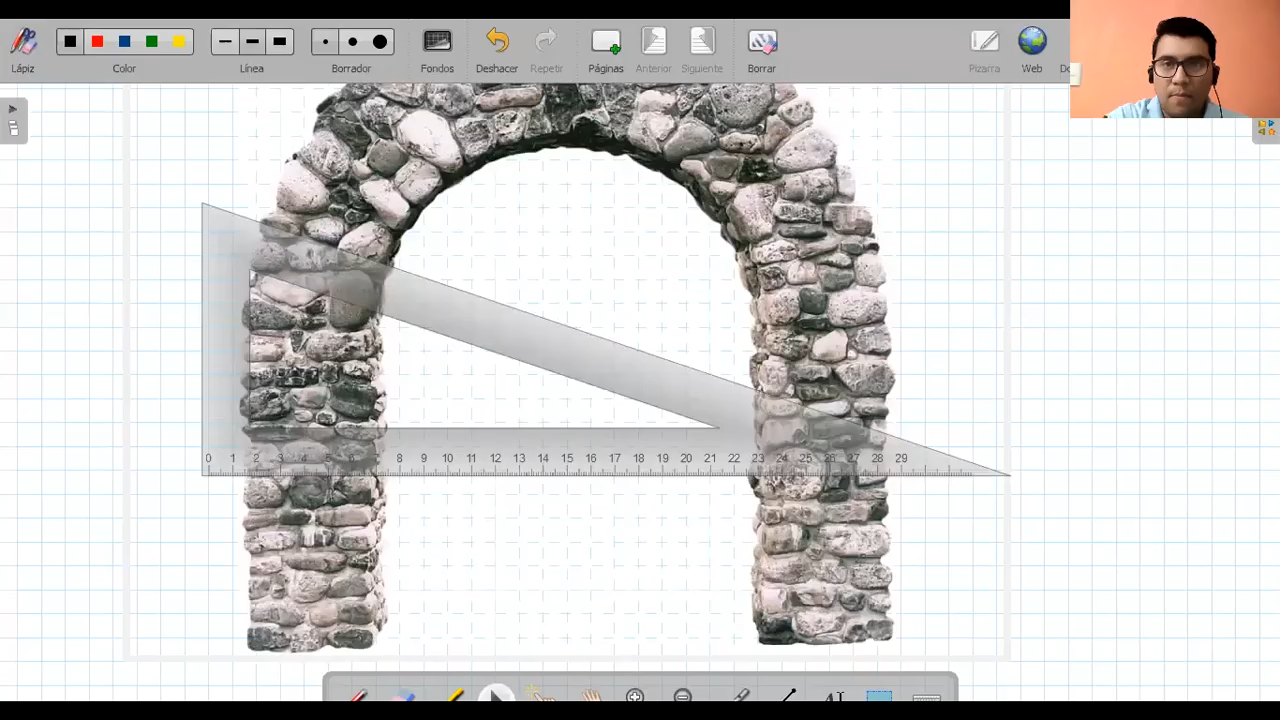 Lápiz Color Línea Borrador Fondos Deshacer Repetir Páginas Anterior Siguiente Borrar Pizarra Web
0 1 2 3 4 5 6 7 8 9 10 11 12 13 14 15 16 17 18 19 20 21 22 23 24 25 26 27 28 29